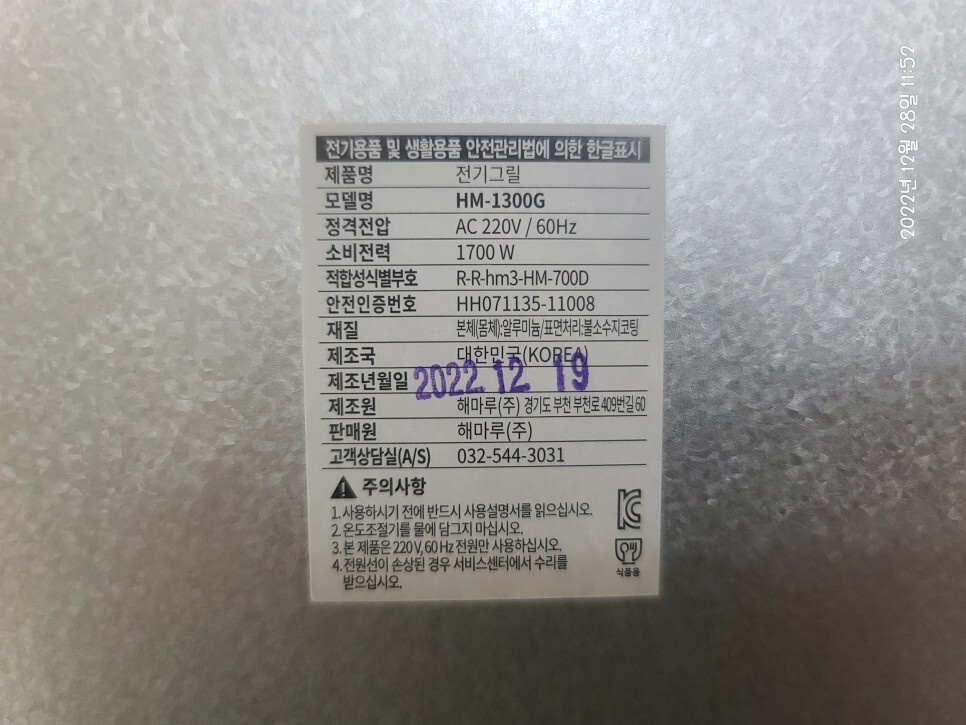 전기용품 및 생활용품 안전관리법에 의한 한글표시
제품명 전기그릴
모델명 HM-1300G
정격전압 AC 220V / 60Hz
소비전력 1700 W
적합성식별부호 R-R-hm3-HM-700D
안전인증번호 HH071135-11008
재질 본체(몸체):알루미늄/표면처리:불소수지코팅
제조국 대한민국(KOREA)
제조년월일 2022. 12. 19
제조원 해마루(주) 경기도 부천 부천로 409번길 60
판매원 해마루(주)
고객상담실(A/S) 032-544-3031
주의사항
1. 사용하시기 전에 반드시 사용설명서를 읽으십시오.
2. 온도조절기를 물에 담그지 마십시오.
3. 본 제품은 220V, 60 Hz 전원만 사용하십시오.
4. 전원선이 손상된 경우 서비스센터에서 수리를
받으십시오.
식품용
2022년 12월 28일 11:52